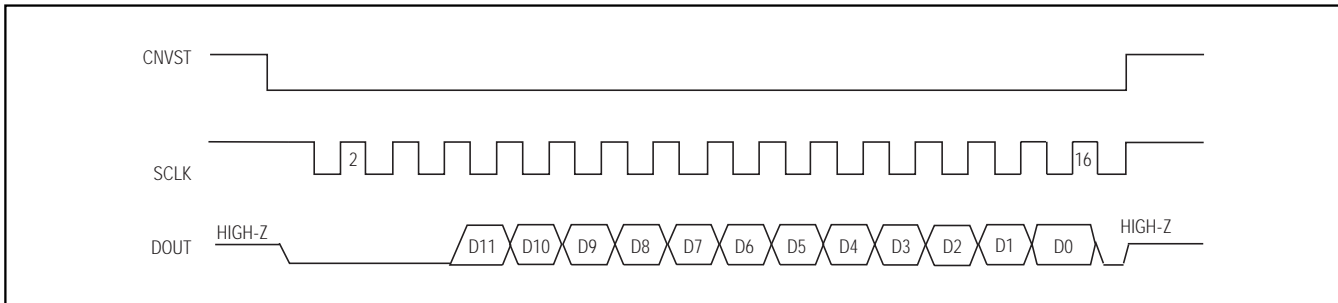 CNVST
SCLK 2 16
HIGH-Z HIGH-Z
DOUT D11 D10 D9 D8 D7 D6 D5 D4 D3 D2 D1 D0